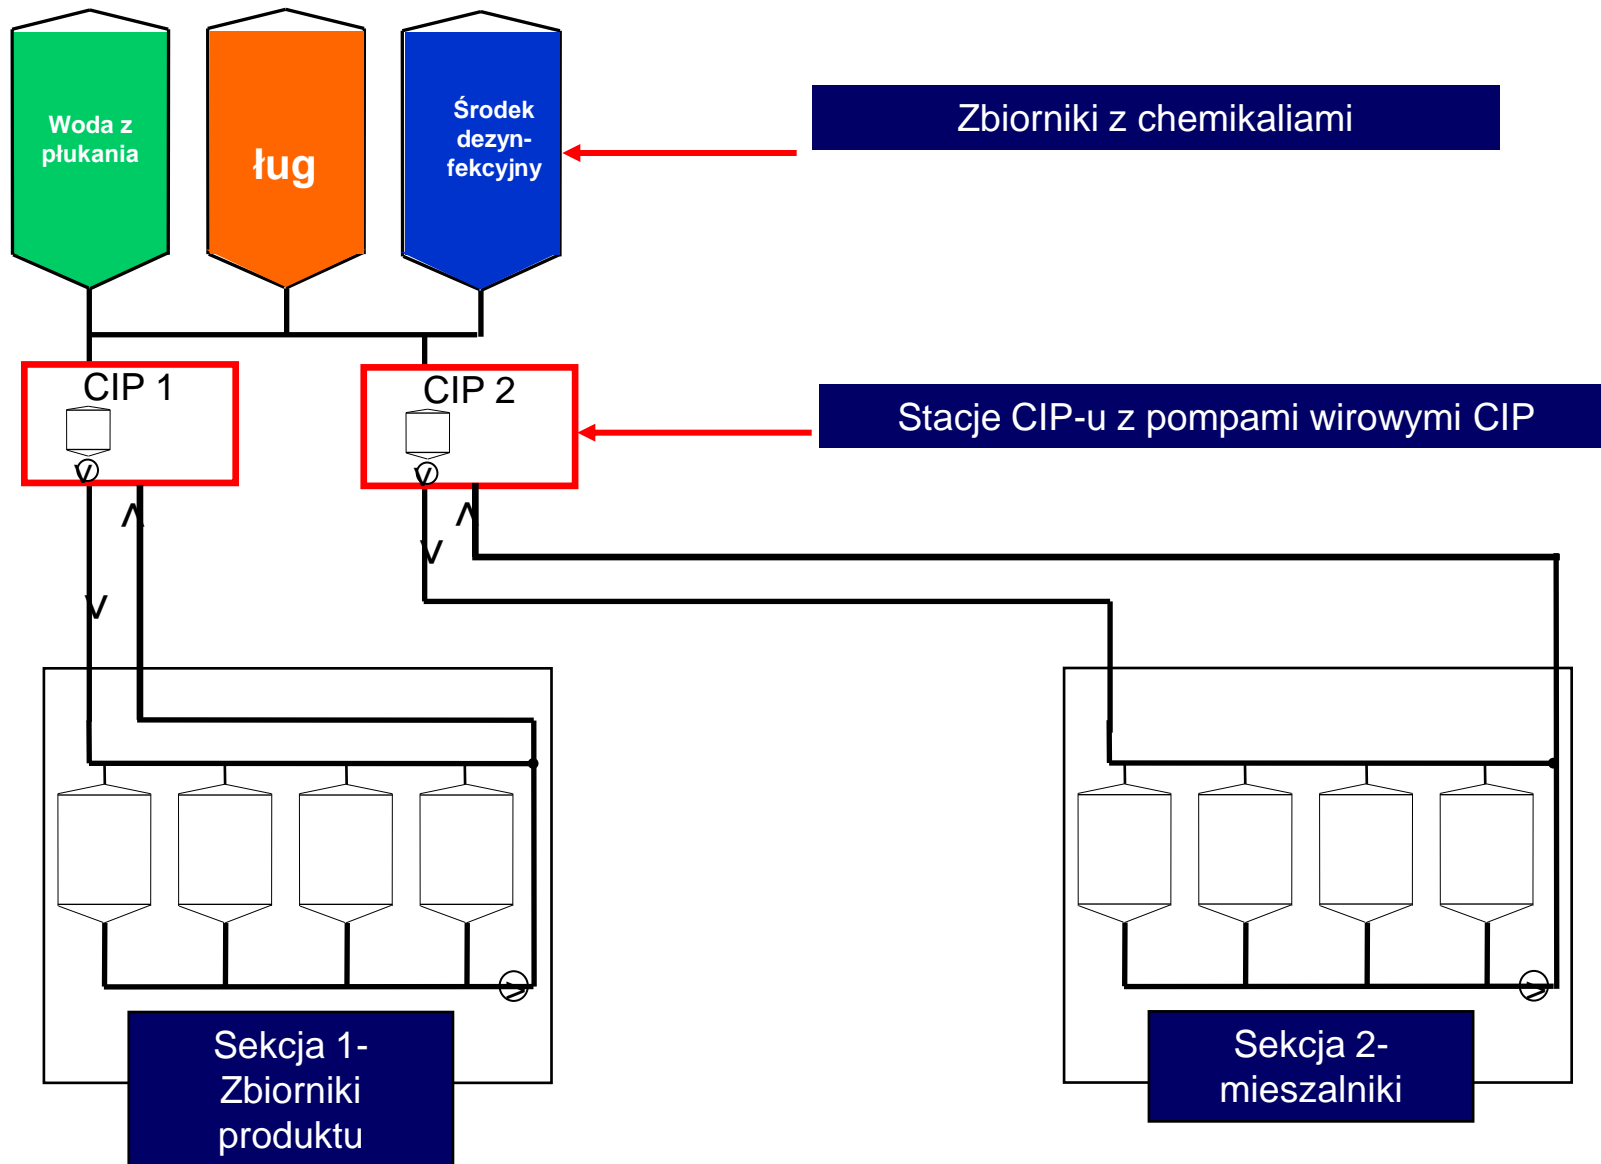 Woda z
płukania
ług
Środek
dezyn-
fekcyjny
Zbiorniki z chemikaliami
CIP 1
CIP 2
Stacje CIP-u z pompami wirowymi CIP
Sekcja 1-
Zbiorniki
produktu
Sekcja 2-
mieszalniki